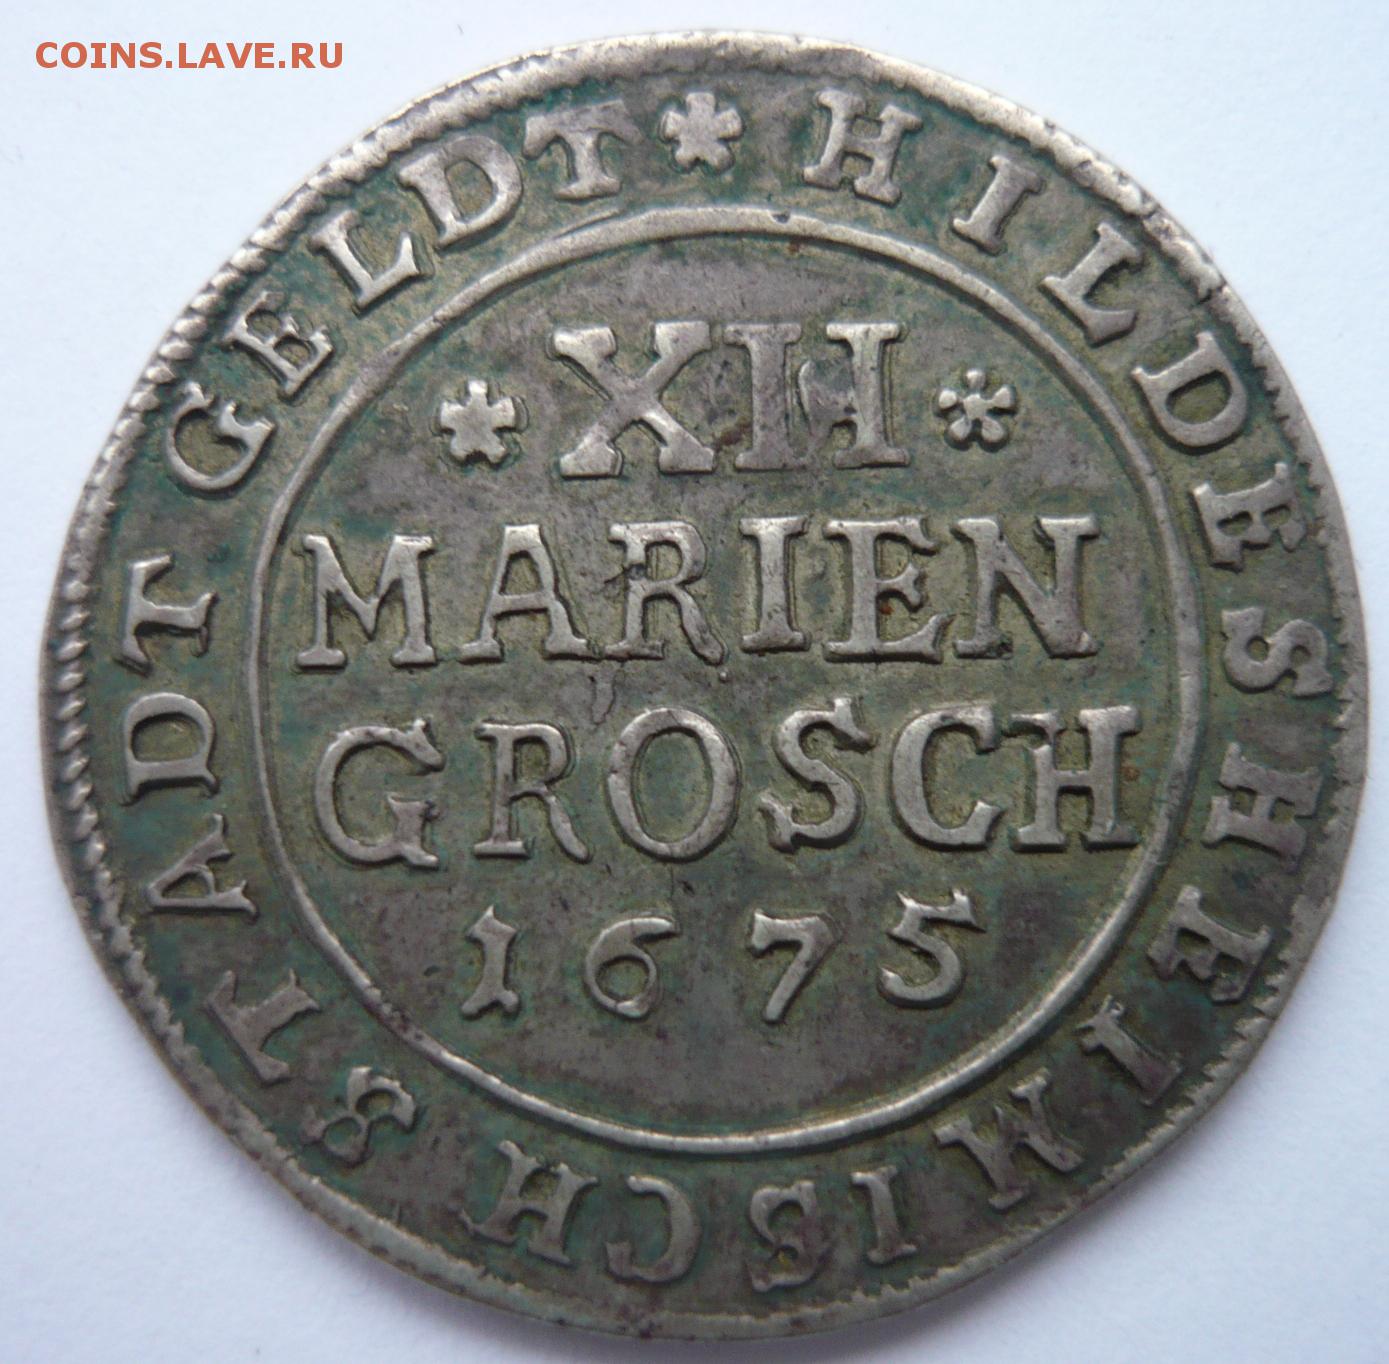 COINS.LAVE.RU
* HILDESHEIMISCH STADT GELDT
* XII *
MARIEN
GROSCH
1675